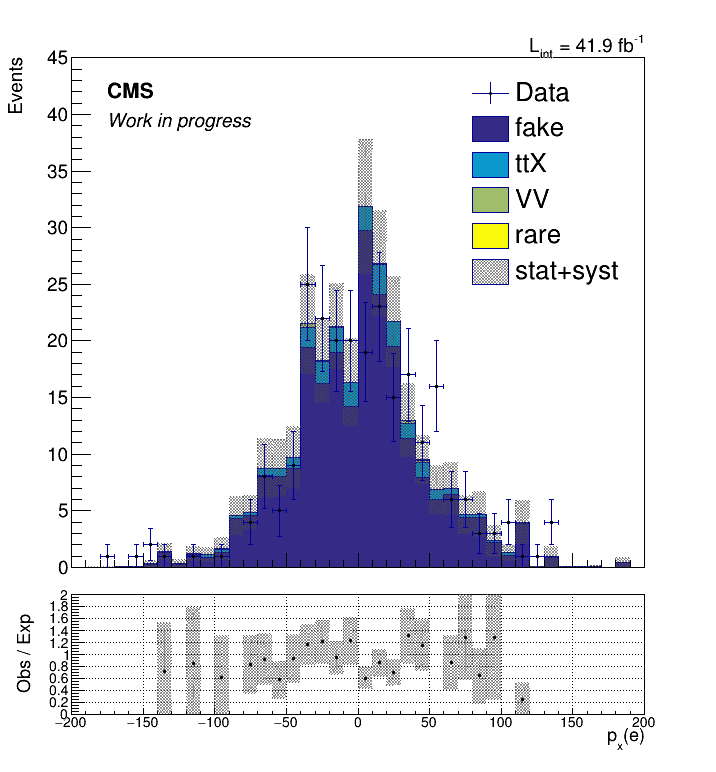 L_int = 41.9 fb^-1
Events
45
40
35
30
25
20
15
10
5
0
CMS
Work in progress
Data
fake
ttX
VV
rare
stat+syst
Obs / Exp
2
1.8
1.6
1.4
1.2
1
0.8
0.6
0.4
0.2
0
−200 −150 −100 −50 0 50 100 150 200
p_x(e)